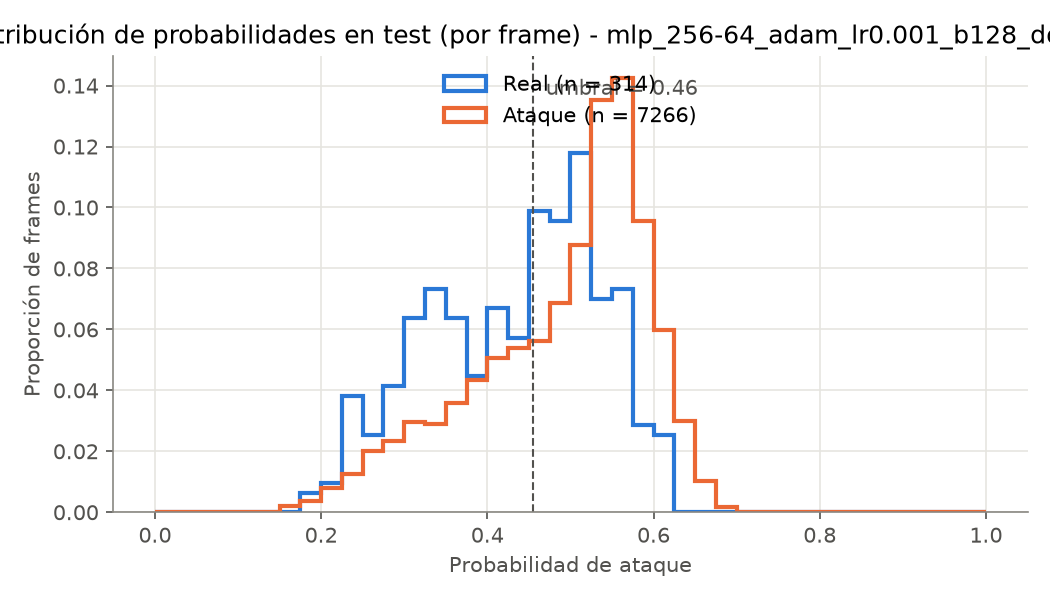 tribución de probabilidades en test (por frame) - mlp_256-64_adam_lr0.001_b128_d
Real (n = 314)
umbral = 0.46
Ataque (n = 7266)
Proporción de frames
0.14
0.12
0.10
0.08
0.06
0.04
0.02
0.00
0.0 0.2 0.4 0.6 0.8 1.0
Probabilidad de ataque